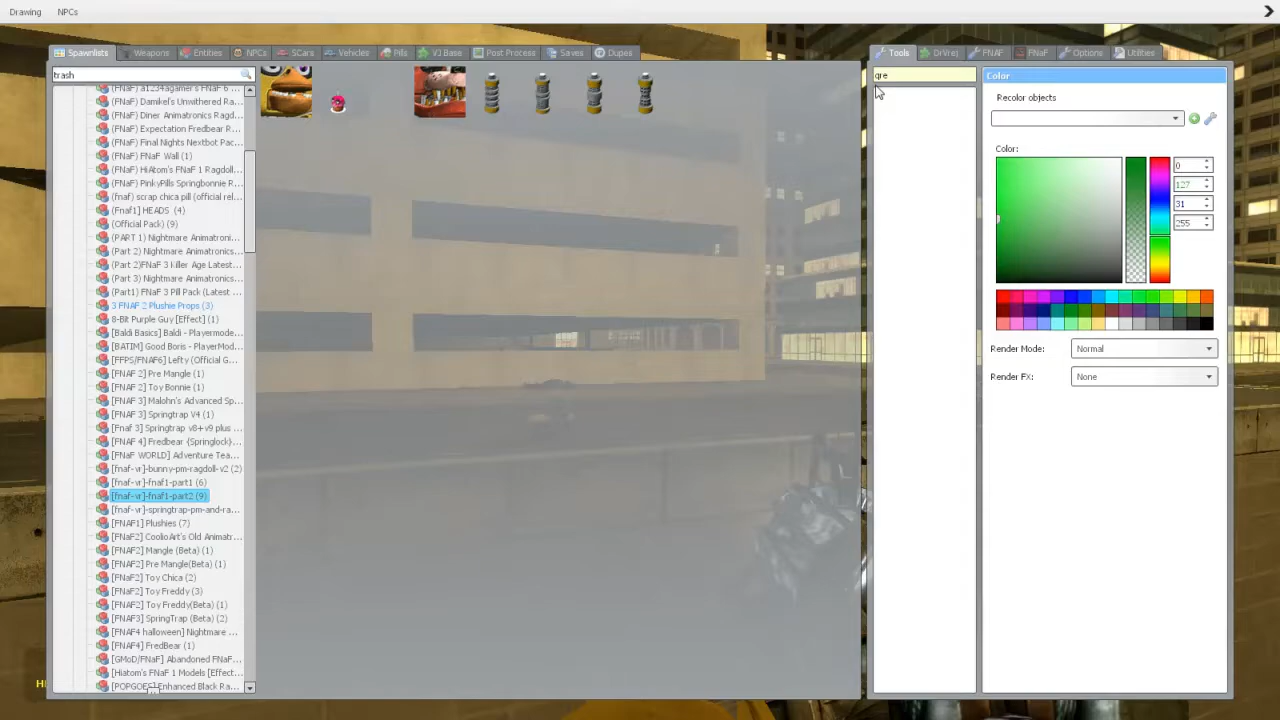 Drawing NPCs
Spawnlists Weapons Entities NPCs SCars Vehicles Pills VJ Base Post Process Saves Dupes
Tools DrVrej FNAF FNaF Options Utilities
trash
qre
Color
(FNaF) a1234agamer's FNaF 6
(FNaF) Damikel's Unwithered Ra...
(FNaF) Diner Animatronics Ragd...
(FNaF) Expectation Fredbear R...
(FNaF) Final Nights Nextbot Pac...
(FNaF) FNaF Wall (1)
(FNaF) HiAtom's FNaF 1 Ragdoll...
(FNaF) PinkyPills Springbonnie R...
(fnaf) scrap chica pill (official rel...
(Fnaf1] HEADS (4)
(Official Pack) (9)
(PART 1) Nightmare Animatroni...
(Part 2) Nightmare Animatronics...
(Part 2)FNaF 3 Killer Age Latest...
(Part 3) Nightmare Animatronics...
(Part1) FNaF 3 Pill Pack (Latest ...
3 FNAF 2 Plushie Props (3)
8-Bit Purple Guy [Effect] (1)
[Baldi Basics] Baldi - Playermode...
[BATIM] Good Boris - PlayerMod...
[FFPS/FNAF6] Lefty (Official G...
[FNAF 2] Pre Mangle (1)
[FNAF 2] Toy Bonnie (1)
[FNAF 3] Malohn's Advanced Sp...
[FNAF 3] Springtrap V4 (1)
[Fnaf 3] Springtrap v8+v9 plus ...
[FNAF 4] Fredbear {Springlock}...
[FNAF WORLD] Adventure Tea...
[fnaf-vr]-bunny-pm-ragdoll-v2 (2)
[fnaf-vr]-fnaf1-part1 (6)
[fnaf-vr]-fnaf1-part2 (9)
[fnaf-vr]-springtrap-pm-and-ra...
[FNAF1] Plushies (7)
[FNaF2] CoolioArt's Old Animatr...
[FNAF2] Mangle (Beta) (1)
[FNAF2] Pre Mangle(Beta) (1)
[FNaF2] Toy Chica (2)
[FNaF2] Toy Freddy (3)
[FNAF2] Toy Freddy(Beta) (1)
[FNAF3] SpringTrap (Beta) (2)
[FNAF4 halloween] Nightmare ...
[FNAF4] FredBear (1)
[GMoD/FNaF] Abandoned FNaF...
[Hiatom's FNaF 1 Models [Effect...
[POPGOES] Enhanced Black Ra...
Recolor objects
Color:
0
127
31
255
Render Mode: Normal
Render FX: None